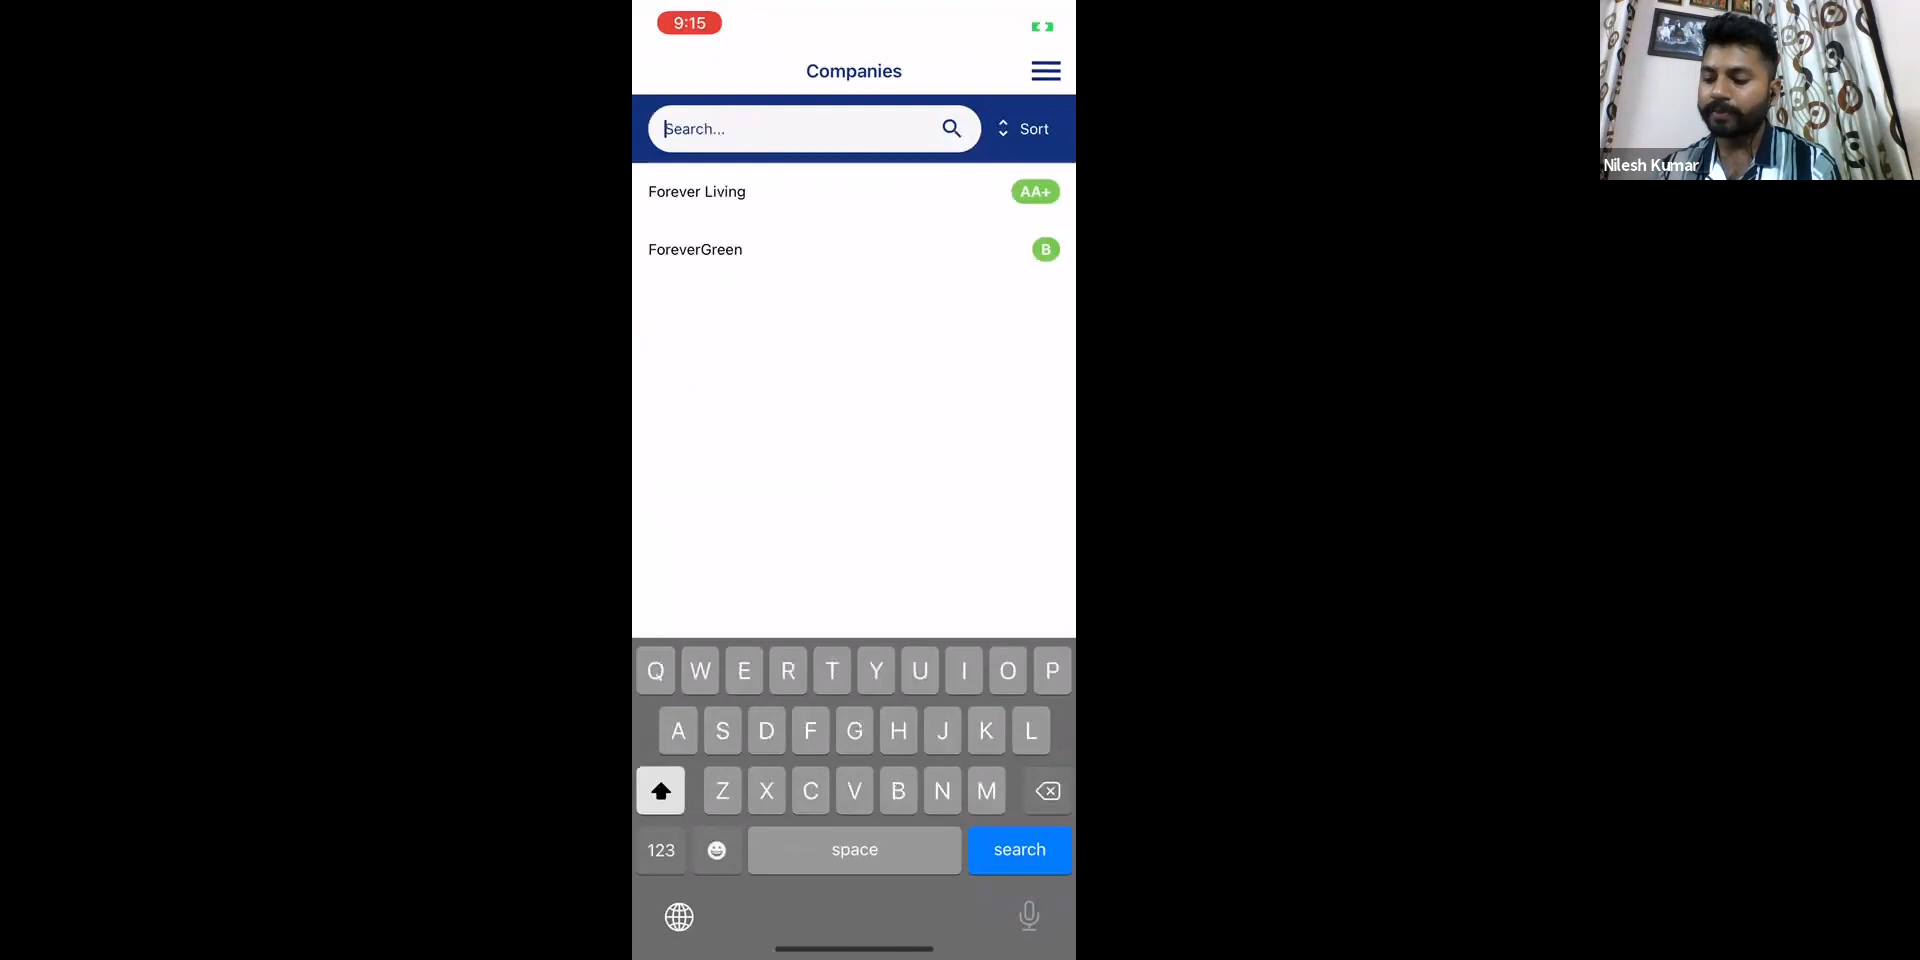 9:15
Companies
Search...
Sort
Forever Living AA+
ForeverGreen B
Q W E R T Y U I O P
A S D F G H J K L
Z X C V B N M
123 space search
Nilesh Kumar